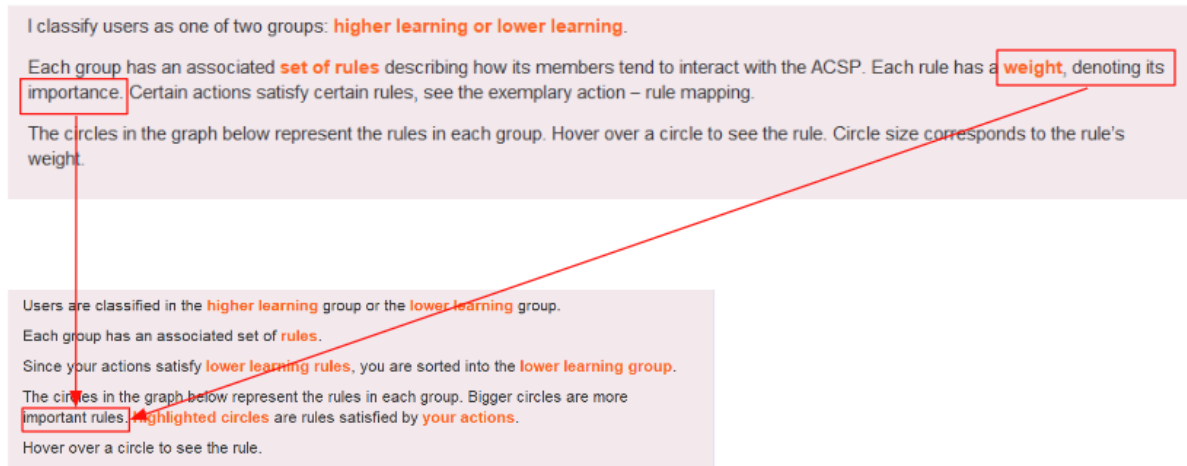 I classify users as one of two groups: higher learning or lower learning.
Each group has an associated set of rules describing how its members tend to interact with the ACSP. Each rule has a weight, denoting its
importance. Certain actions satisfy certain rules, see the exemplary action – rule mapping.
The circles in the graph below represent the rules in each group. Hover over a circle to see the rule. Circle size corresponds to the rule's
weight.
Users are classified in the higher learning group or the lower learning group.
Each group has an associated set of rules.
Since your actions satisfy lower learning rules, you are sorted into the lower learning group.
The circles in the graph below represent the rules in each group. Bigger circles are more
important rules. Highlighted circles are rules satisfied by your actions.
Hover over a circle to see the rule.